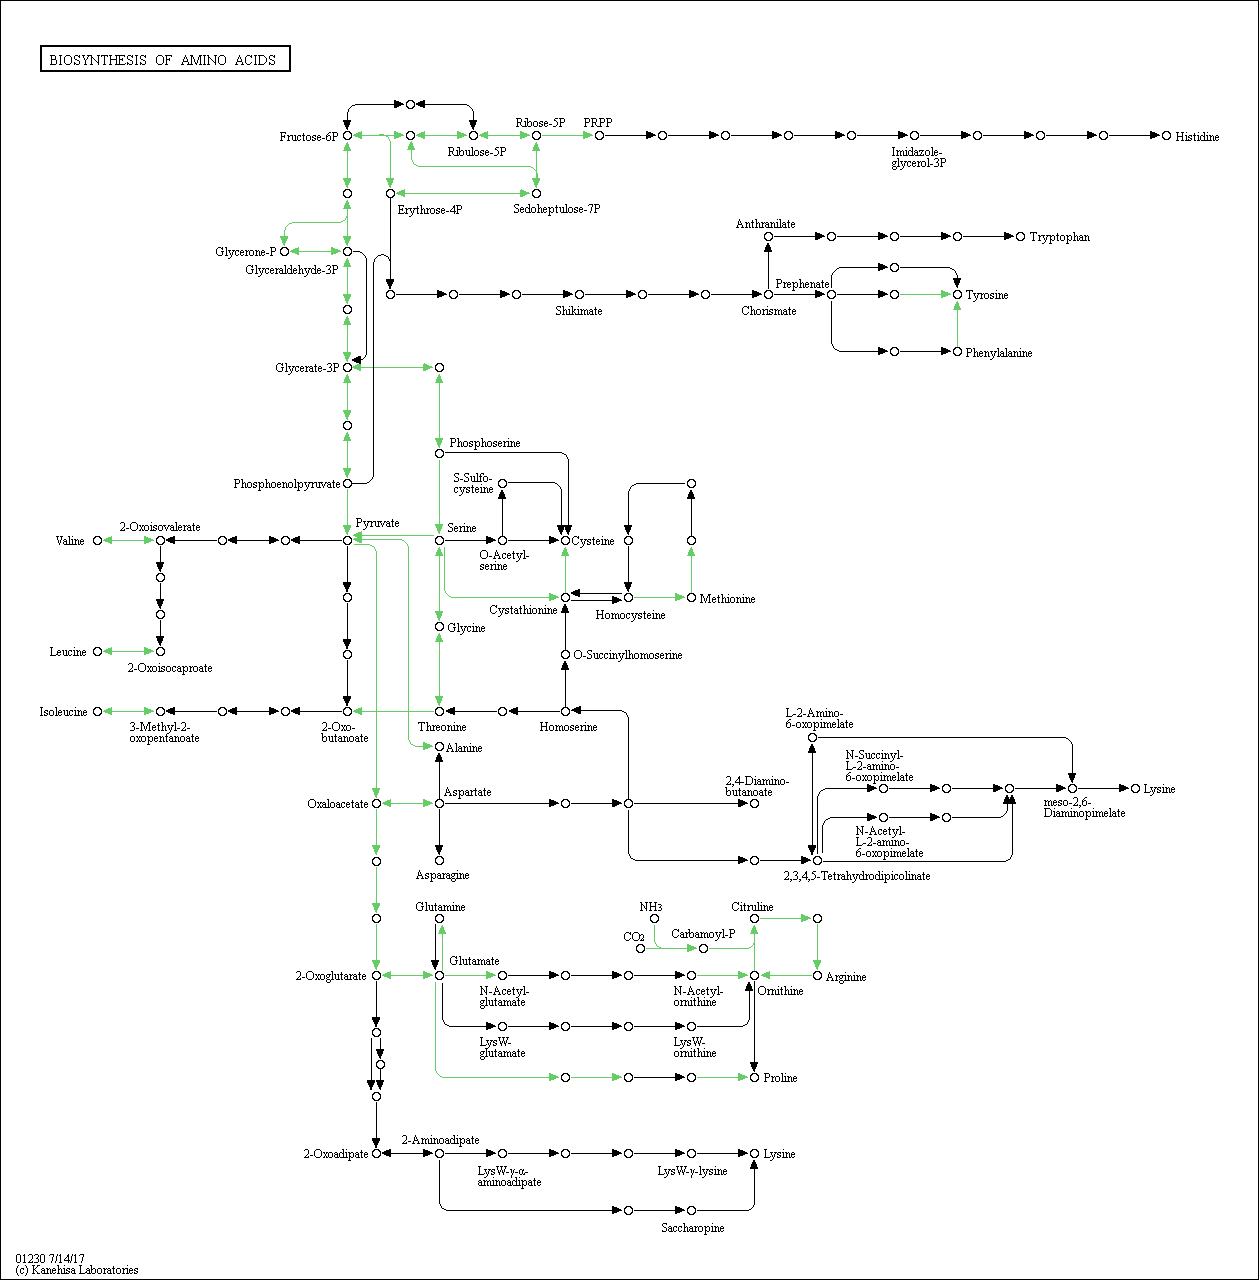 BIOSYNTHESIS OF AMINO ACIDS
Fructose-6P
Ribulose-5P
Ribose-5P
PRPP
Imidazole-
glycerol-3P
Histidine
Erythrose-4P
Sedoheptulose-7P
Glycerone-P
Glyceraldehyde-3P
Anthranilate
Tryptophan
Prephenate
Shikimate
Chorismate
Tyrosine
Phenylalanine
Glycerate-3P
Phosphoserine
Phosphoenolpyruvate
S-Sulfo-
cysteine
Pyruvate
Serine
Cysteine
Valine
2-Oxoisovalerate
O-Acetyl-
serine
Cystathionine
Homocysteine
Methionine
Glycine
Leucine
2-Oxoisocaproate
O-Succinylhomoserine
Isoleucine
3-Methyl-2-
oxopentanoate
2-Oxo-
butanoate
Threonine
Homoserine
L-2-Amino-
6-oxopimelate
Alanine
N-Succinyl-
L-2-amino-
6-oxopimelate
Oxaloacetate
Aspartate
2,4-Diamino-
butanoate
meso-2,6-
Diaminopimelate
Lysine
N-Acetyl-
L-2-amino-
6-oxopimelate
Asparagine
2,3,4,5-Tetrahydrodipicolinate
Glutamine
NH3
Citruline
CO2
Carbamoyl-P
2-Oxoglutarate
Glutamate
N-Acetyl-
glutamate
N-Acetyl-
ornithine
Ornithine
Arginine
LysW-
glutamate
LysW-
ornithine
Proline
2-Oxoadipate
2-Aminoadipate
LysW-γ-α-
aminoadipate
LysW-γ-lysine
Lysine
Saccharopine
01230 7/14/17
(c) Kanehisa Laboratories